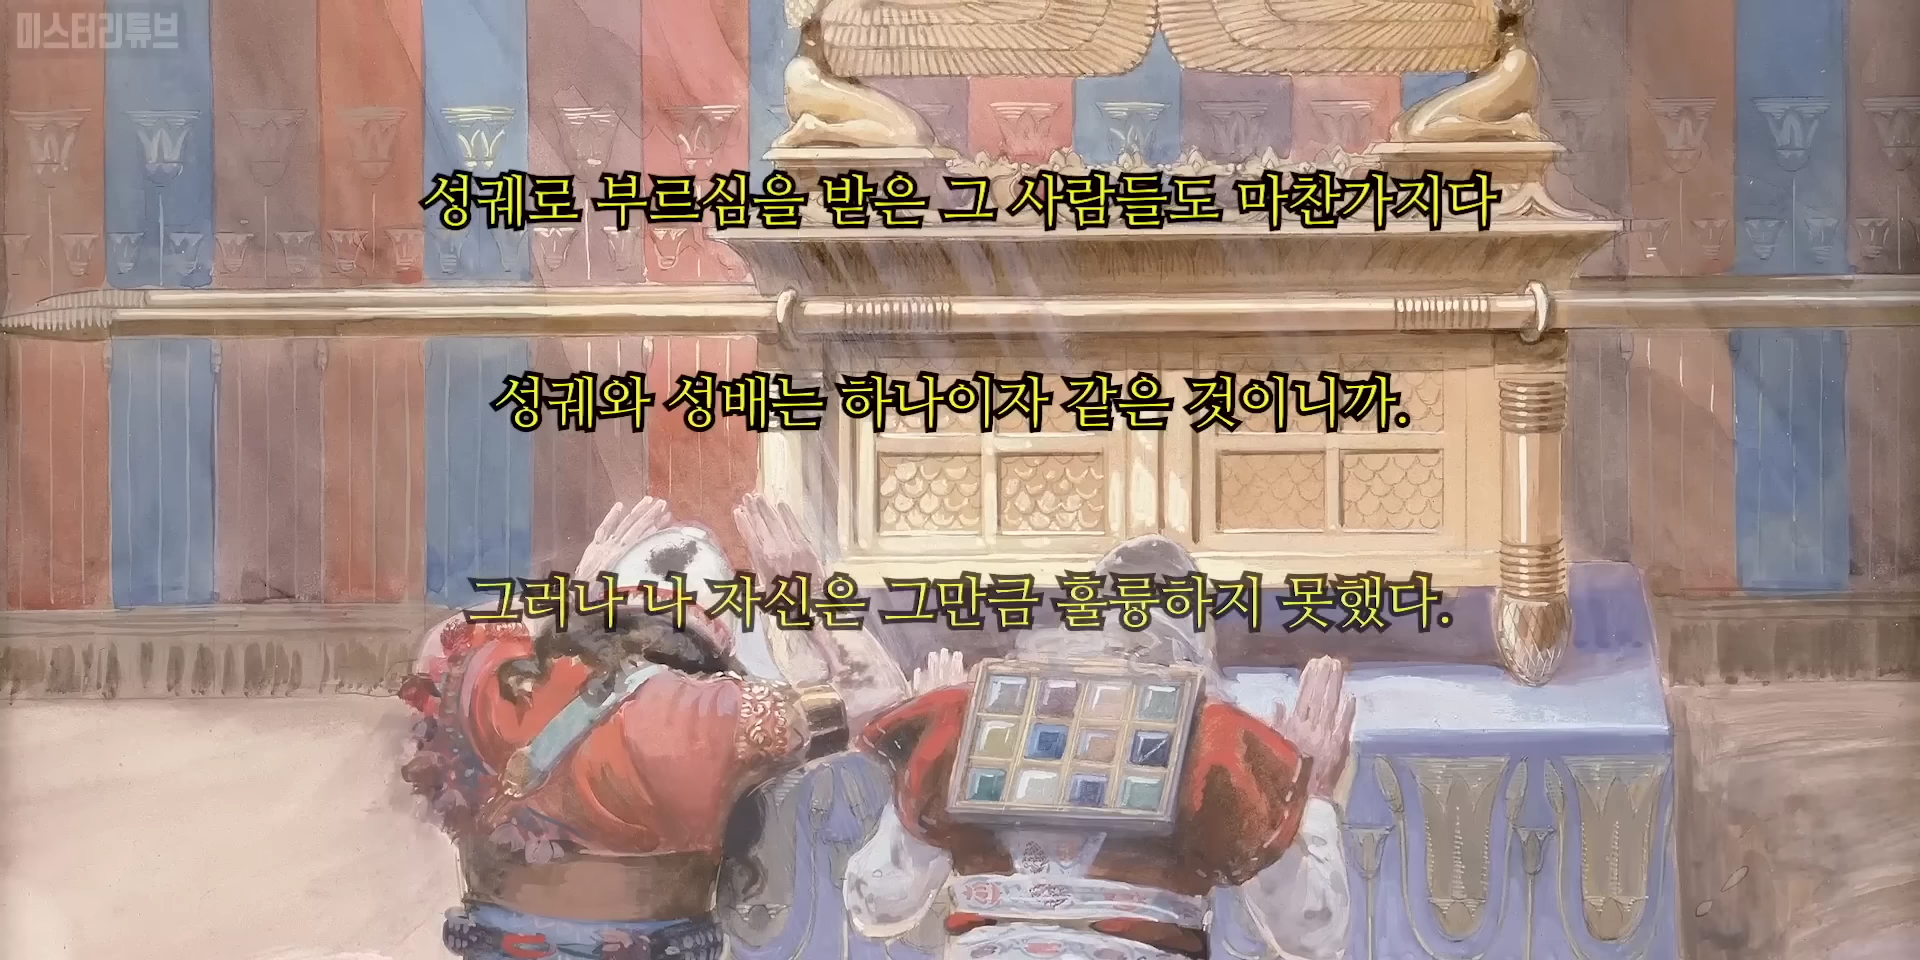 미스터리튜브
성궤로 부르심을 받은 그 사람들도 마찬가지다
성궤와 성배는 하나이자 같은 것이니까.
그러나 나 자신은 그만큼 훌륭하지 못했다.